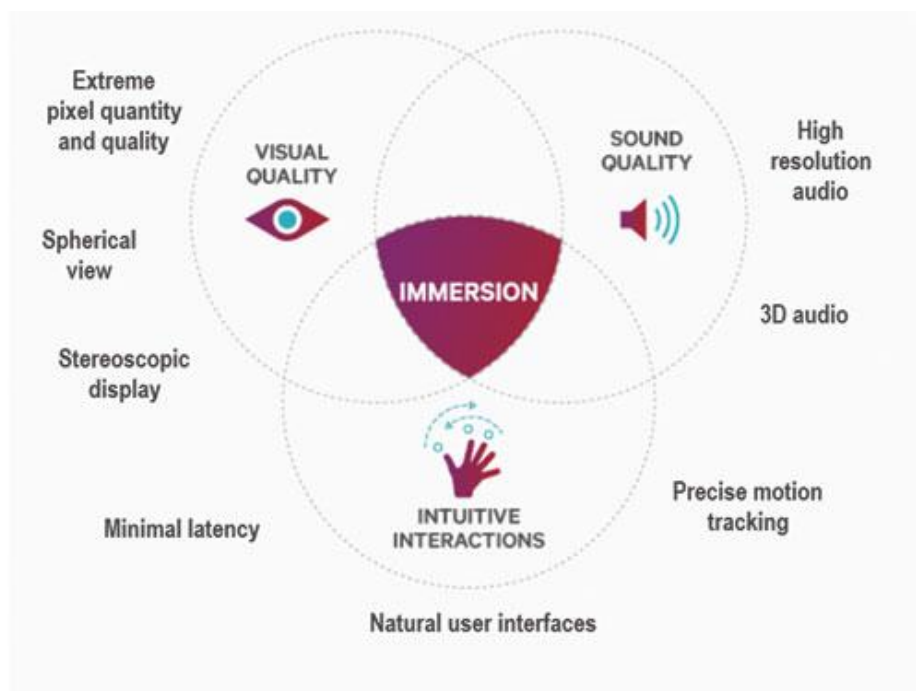 Extreme
pixel quantity
and quality
VISUAL
QUALITY
SOUND
QUALITY
High
resolution
audio
Spherical
view
IMMERSION
3D audio
Stereoscopic
display
Precise motion
tracking
Minimal latency
INTUITIVE
INTERACTIONS
Natural user interfaces